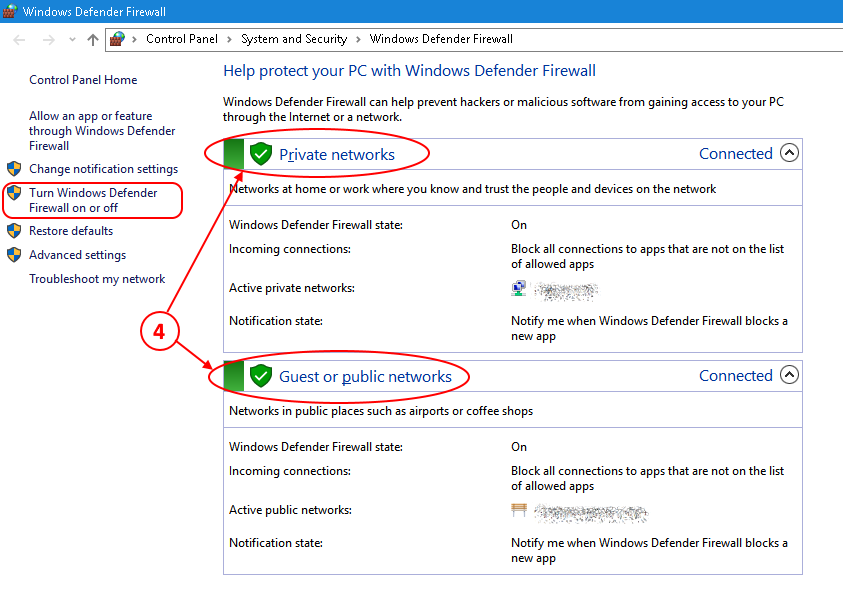 Windows Defender Firewall
Control Panel > System and Security > Windows Defender Firewall
Control Panel Home
Allow an app or feature
through Windows Defender
Firewall
Change notification settings
Turn Windows Defender
Firewall on or off
Restore defaults
Advanced settings
Troubleshoot my network
Help protect your PC with Windows Defender Firewall
Windows Defender Firewall can help prevent hackers or malicious software from gaining access to your PC
through the Internet or a network.
Private networks Connected
Networks at home or work where you know and trust the people and devices on the network
Windows Defender Firewall state: On
Incoming connections: Block all connections to apps that are not on the list
of allowed apps
Active private networks:
Notification state: Notify me when Windows Defender Firewall blocks a
new app
4
Guest or public networks Connected
Networks in public places such as airports or coffee shops
Windows Defender Firewall state: On
Incoming connections: Block all connections to apps that are not on the list
of allowed apps
Active public networks:
Notification state: Notify me when Windows Defender Firewall blocks a
new app